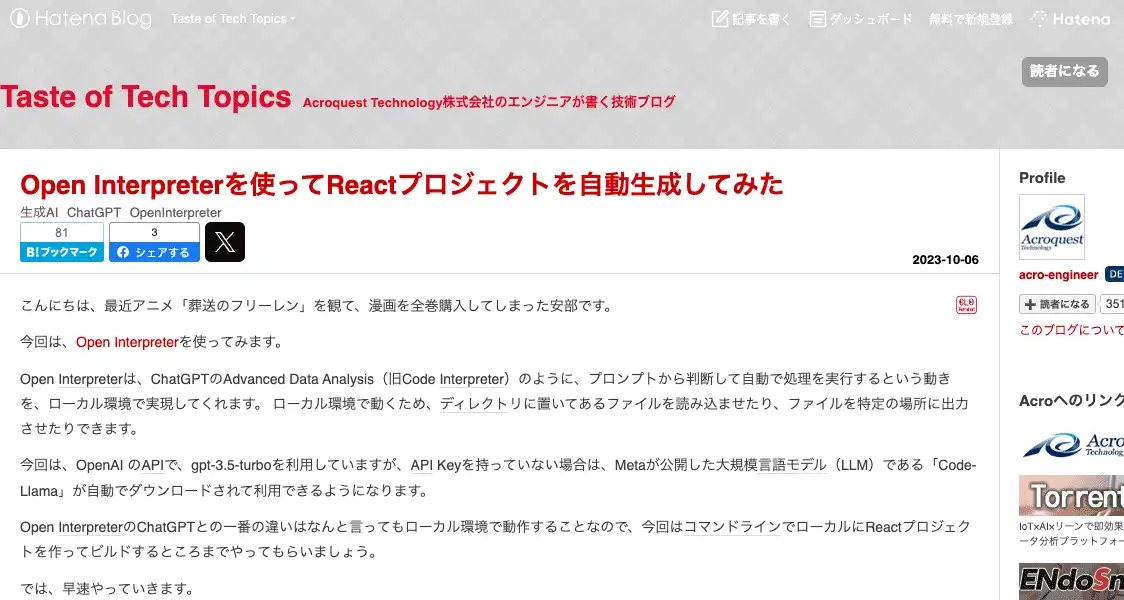 Hatena Blog Taste of Tech Topics
記事を書く ダッシュボード 無料で新規登録 Hatena
読者になる
Taste of Tech Topics Acroquest Technology株式会社のエンジニアが書く技術ブログ
Open Interpreterを使ってReactプロジェクトを自動生成してみた
生成AI ChatGPT OpenInterpreter
81
B!ブックマーク
3
シェアする
2023-10-06
こんにちは、最近アニメ「葬送のフリーレン」を観て、漫画を全巻購入してしまった安部です。
今回は、Open Interpreterを使ってみます。
Open Interpreterは、ChatGPTのAdvanced Data Analysis（旧Code Interpreter）のように、プロンプトから判断して自動で処理を実行するという動き
を、ローカル環境で実現してくれます。 ローカル環境で動くため、ディレクトリに置いてあるファイルを読み込ませたり、ファイルを特定の場所に出力
させたりできます。
今回は、OpenAI のAPIで、gpt-3.5-turboを利用していますが、API Keyを持っていない場合は、Metaが公開した大規模言語モデル（LLM）である「Code-
Llama」が自動でダウンロードされて利用できるようになります。
Open InterpreterのChatGPTとの一番の違いはなんと言ってもローカル環境で動作することなので、今回はコマンドラインでローカルにReactプロジェク
トを作ってビルドするところまでやってもらいましょう。
では、早速やっていきます。
Profile
Acroquest
Technology
acro-engineer DE
読者になる 351
このブログについて
Acroへのリンク
Acro
Technology
Torrent
IoT×AI×リーンで即効果
ータ分析プラットフォー
ENdoSn